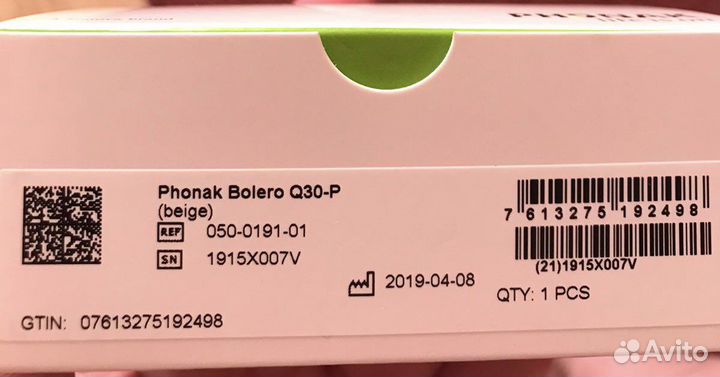 PHONAK
Phonak Bolero Q30-P
(beige)
REF 050-0191-01
SN 1915X007V
2019-04-08
GTIN: 07613275192498
7 613275 192498
(21)1915X007V
QTY: 1 PCS
Avito